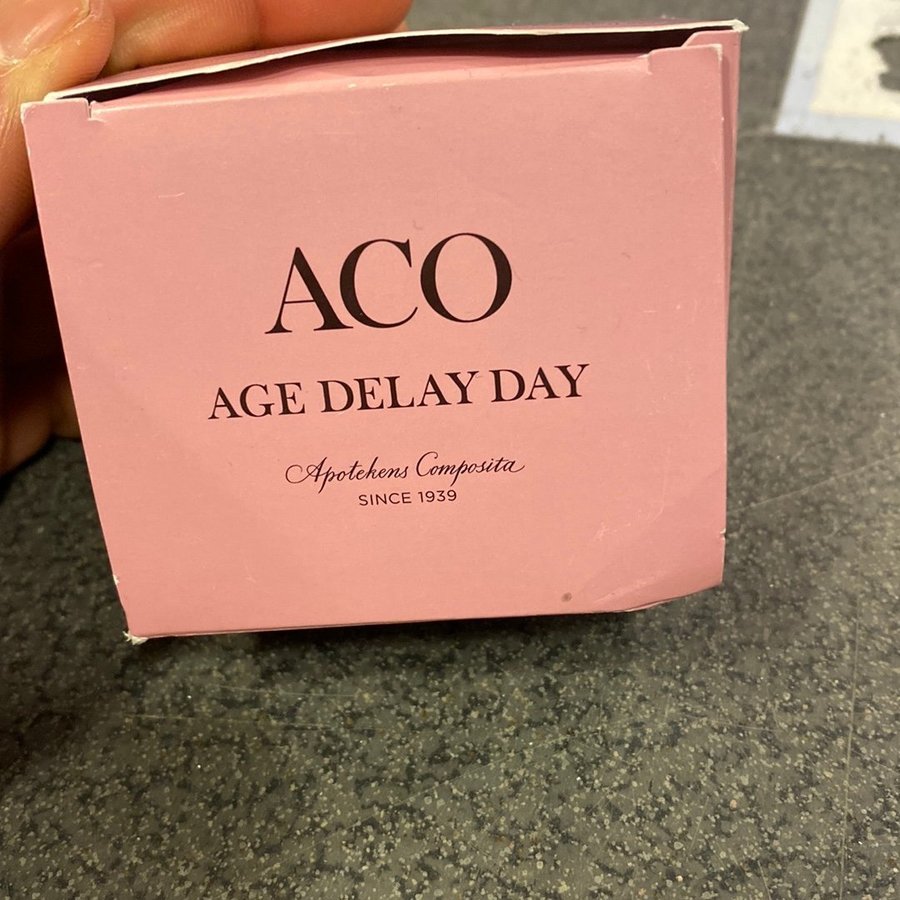 ACO
AGE DELAY DAY
Apotekens Composita
SINCE 1939